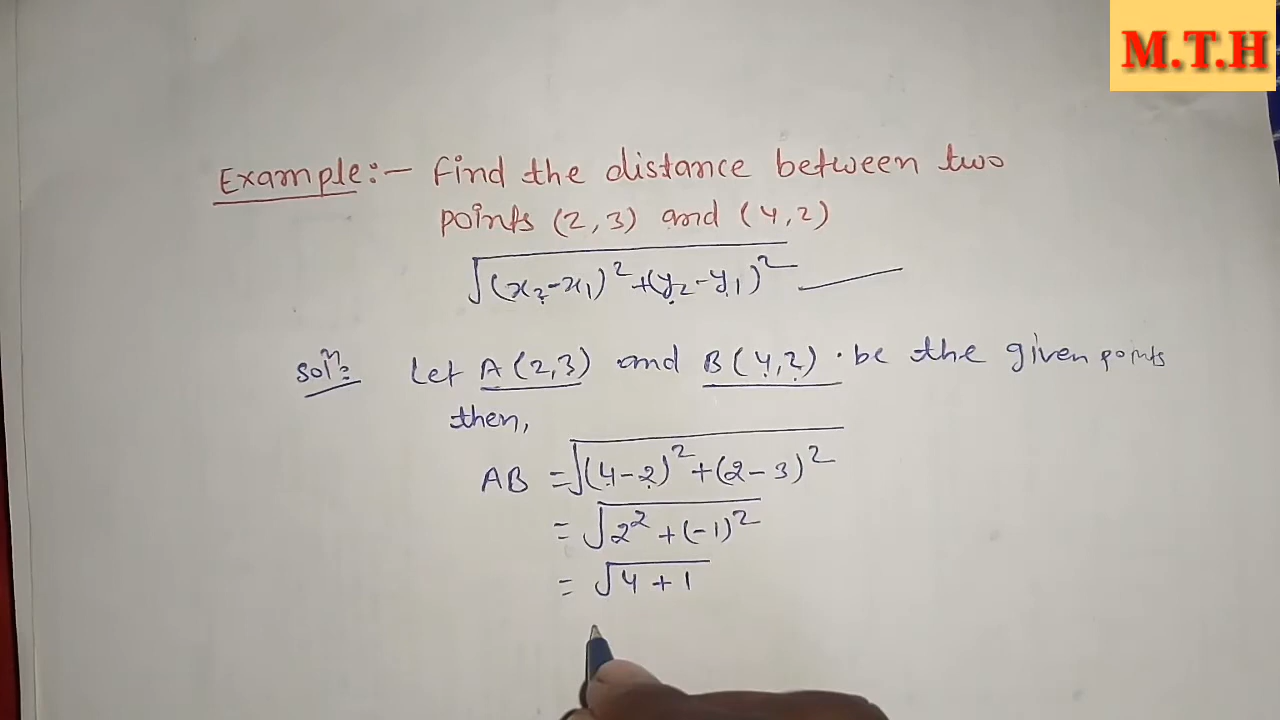 M.T.H
Example:- Find the distance between two
points (2,3) and (4,2)
√(x₂-x₁)² +(y₂-y₁)²
Solⁿ: Let A (2,3) and B (4,2) . be the given points
then,
AB = √(4-2)² + (2-3)²
= √2² + (-1)²
= √4 + 1